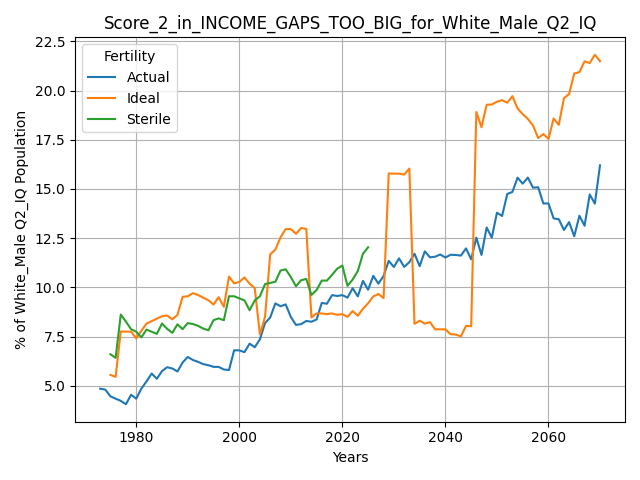 Score_2_in_INCOME_GAPS_TOO_BIG_for_White_Male_Q2_IQ
22.5
20.0
17.5
15.0
12.5
10.0
7.5
5.0
% of White_Male Q2_IQ Population
Fertility
Actual
Ideal
Sterile
1980
2000
2020
2040
2060
Years